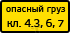 опасный груз
кл. 4.3, 6, 7